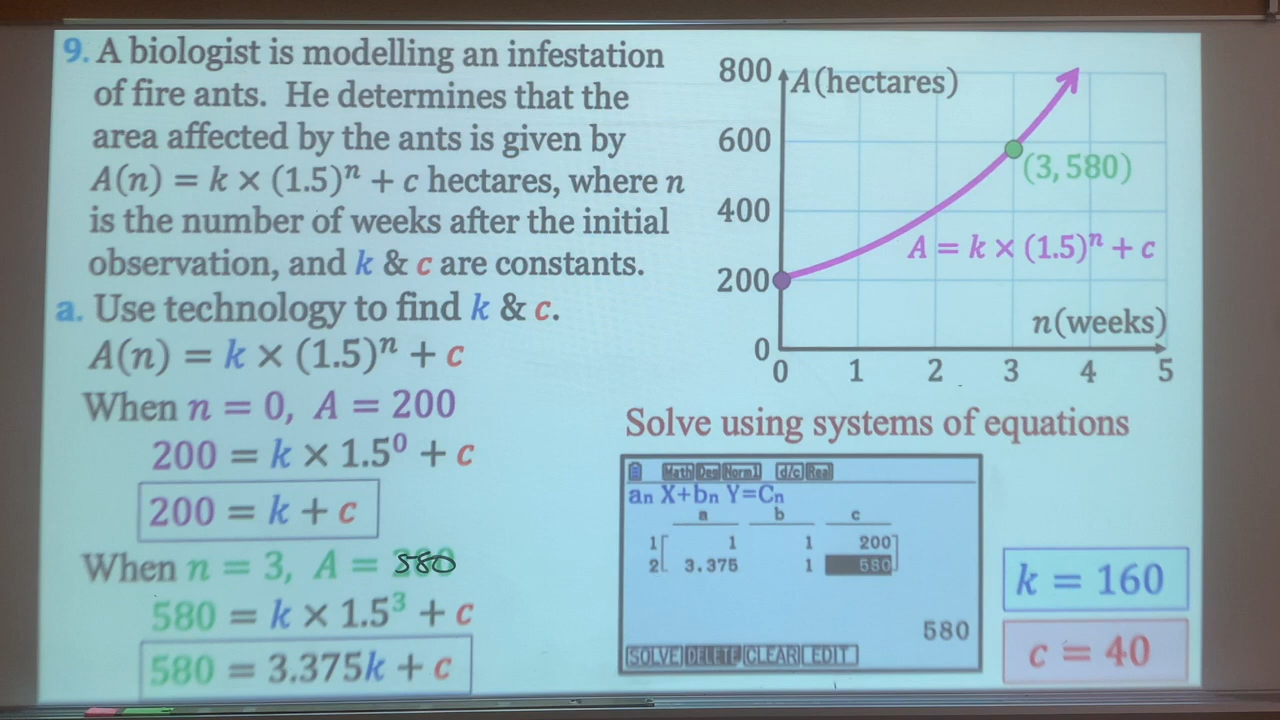 9. A biologist is modelling an infestation
of fire ants. He determines that the
area affected by the ants is given by
A(n) = k × (1.5)ⁿ + c hectares, where n
is the number of weeks after the initial
observation, and k & c are constants.
a. Use technology to find k & c.
A(n) = k × (1.5)ⁿ + c
When n = 0, A = 200
200 = k × 1.5⁰ + c
200 = k + c
When n = 3, A = 580
580 = k × 1.5³ + c
580 = 3.375k + c
800
A(hectares)
600
(3, 580)
400
A = k × (1.5)ⁿ + c
200
n(weeks)
0
0 1 2 3 4 5
Solve using systems of equations
Math Deg Norm1 d/c Real
an X+bn Y=Cn
a b c
1 1 1 200
2 3.375 1 580
580
SOLVE DELETE CLEAR EDIT
k = 160
c = 40